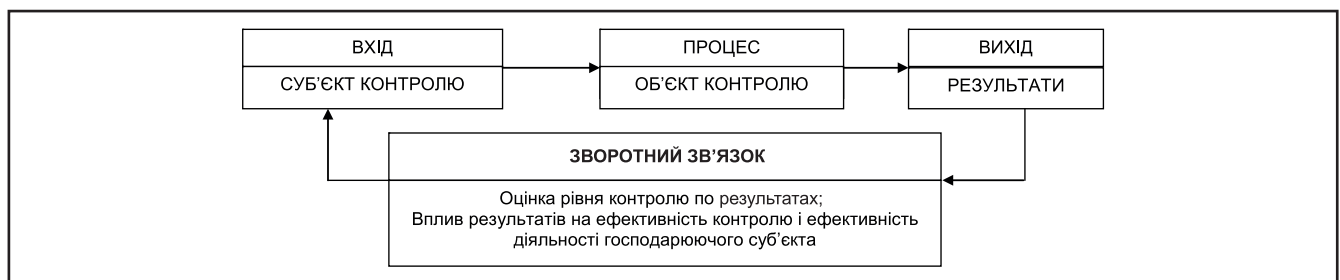 ВХІД
СУБ’ЄКТ КОНТРОЛЮ
ПРОЦЕС
ОБ’ЄКТ КОНТРОЛЮ
ВИХІД
РЕЗУЛЬТАТИ
ЗВОРОТНИЙ ЗВ’ЯЗОК
Оцінка рівня контролю по результатах;
Вплив результатів на ефективність контролю і ефективність
діяльності господарюючого суб’єкта